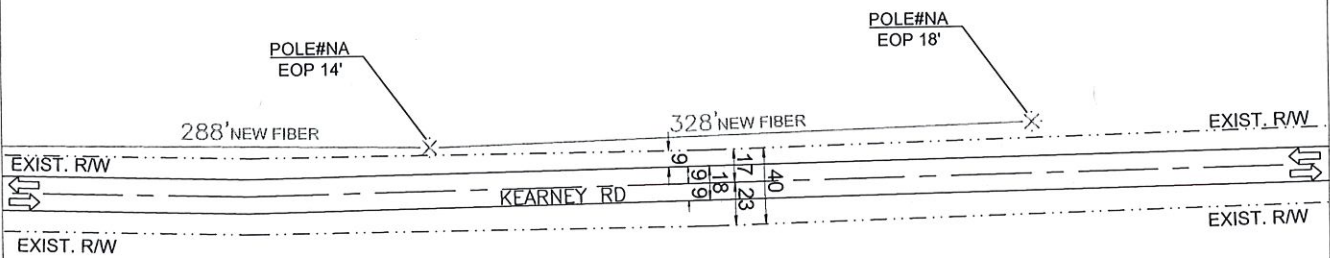 POLE#NA
EOP 18'
POLE#NA
EOP 14'
288' NEW FIBER
328' NEW FIBER
EXIST. R/W
EXIST. R/W
9
17
40
9
18
9
23
KEARNEY RD
EXIST. R/W
EXIST. R/W